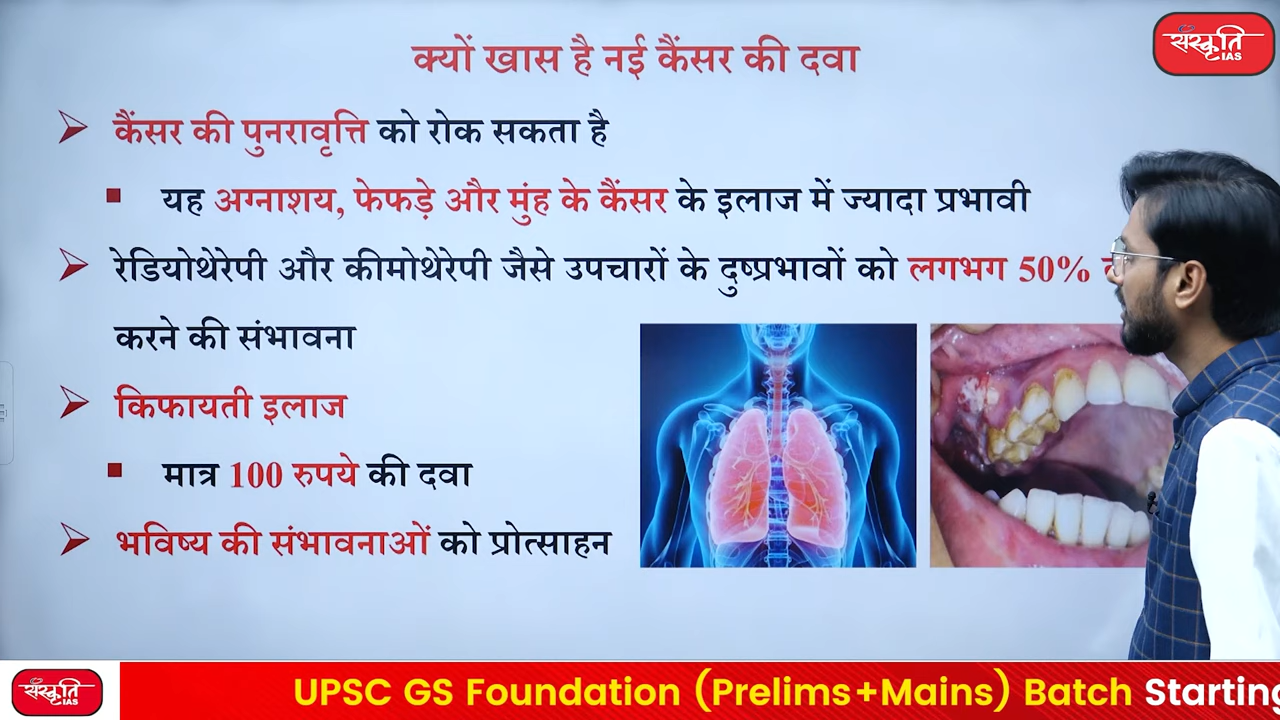 क्यों खास है नई कैंसर की दवा
संस्कृति
IAS
कैंसर की पुनरावृत्ति को रोक सकता है
यह अग्नाशय, फेफड़े और मुंह के कैंसर के इलाज में ज्यादा प्रभावी
रेडियोथेरेपी और कीमोथेरेपी जैसे उपचारों के दुष्प्रभावों को लगभग 50%
करने की संभावना
किफायती इलाज
मात्र 100 रुपये की दवा
भविष्य की संभावनाओं को प्रोत्साहन
संस्कृति
IAS
UPSC GS Foundation (Prelims+Mains) Batch Starting